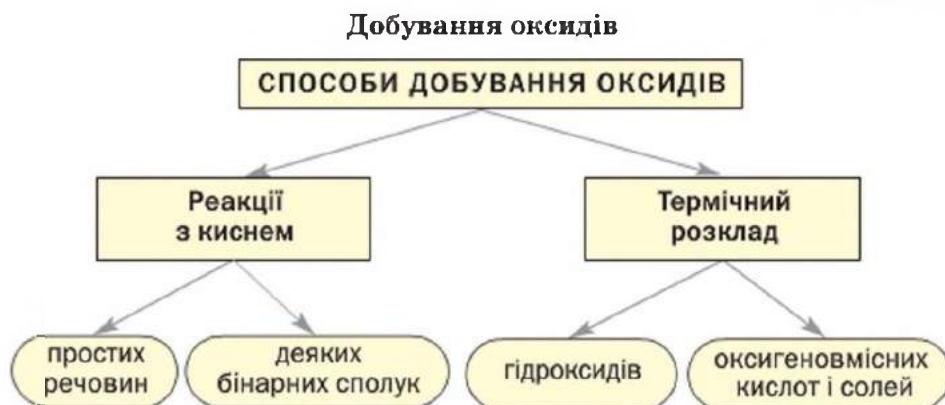 Добування оксидів
СПОСОБИ ДОБУВАННЯ ОКСИДІВ
Реакції
з киснем
Термічний
розклад
простих
речовин
деяких
бінарних сполук
гідроксидів
оксигеновмісних
кислот і солей